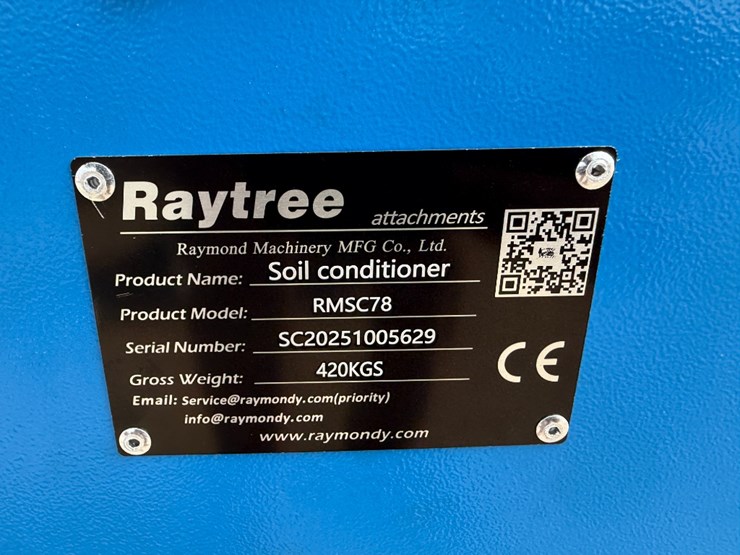 Raytree attachments
Raymond Machinery MFG Co., Ltd.
Product Name: Soil conditioner
Product Model: RMSC78
Serial Number: SC20251005629
Gross Weight: 420KGS
CE
Email: Service@raymondy.com(priority)
info@raymondy.com
www.raymondy.com